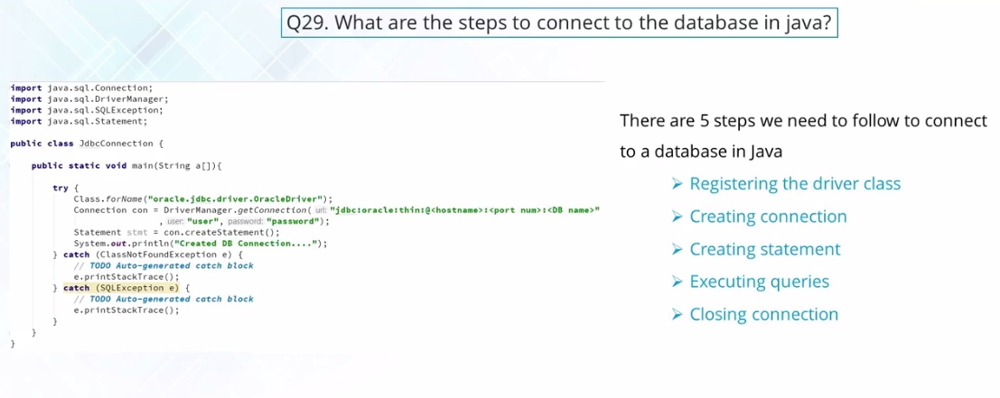 Q29. What are the steps to connect to the database in java?
import java.sql.Connection;
import java.sql.DriverManager;
import java.sql.SQLException;
import java.sql.Statement;
public class JdbcConnection {
public static void main(String a[]){
try {
Class.forName("oracle.jdbc.driver.OracleDriver");
Connection con = DriverManager.getConnection( url: "jdbc:oracle:thin:@<hostname>:<port num>:<DB name>"
, user: "user", password: "password");
Statement stmt = con.createStatement();
System.out.println("Created DB Connection....");
} catch (ClassNotFoundException e) {
// TODO Auto-generated catch block
e.printStackTrace();
} catch (SQLException e) {
// TODO Auto-generated catch block
e.printStackTrace();
}
}
}
There are 5 steps we need to follow to connect
to a database in Java
➢ Registering the driver class
➢ Creating connection
➢ Creating statement
➢ Executing queries
➢ Closing connection